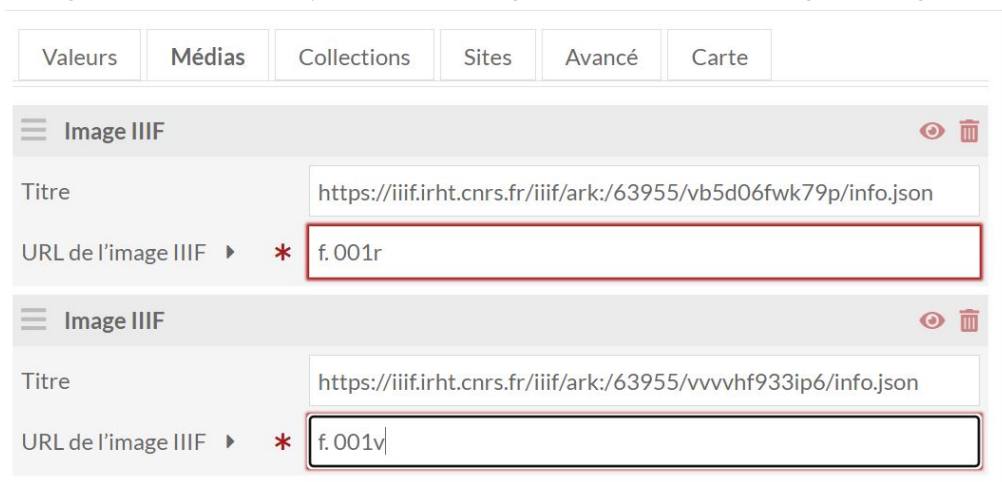 Valeurs Médias Collections Sites Avancé Carte
Image IIIF
Titre https://iiif.irht.cnrs.fr/iiif/ark:/63955/vb5d06fwk79p/info.json
URL de l’image IIIF * f. 001r
Image IIIF
Titre https://iiif.irht.cnrs.fr/iiif/ark:/63955/vvvvhf933ip6/info.json
URL de l’image IIIF * f. 001v